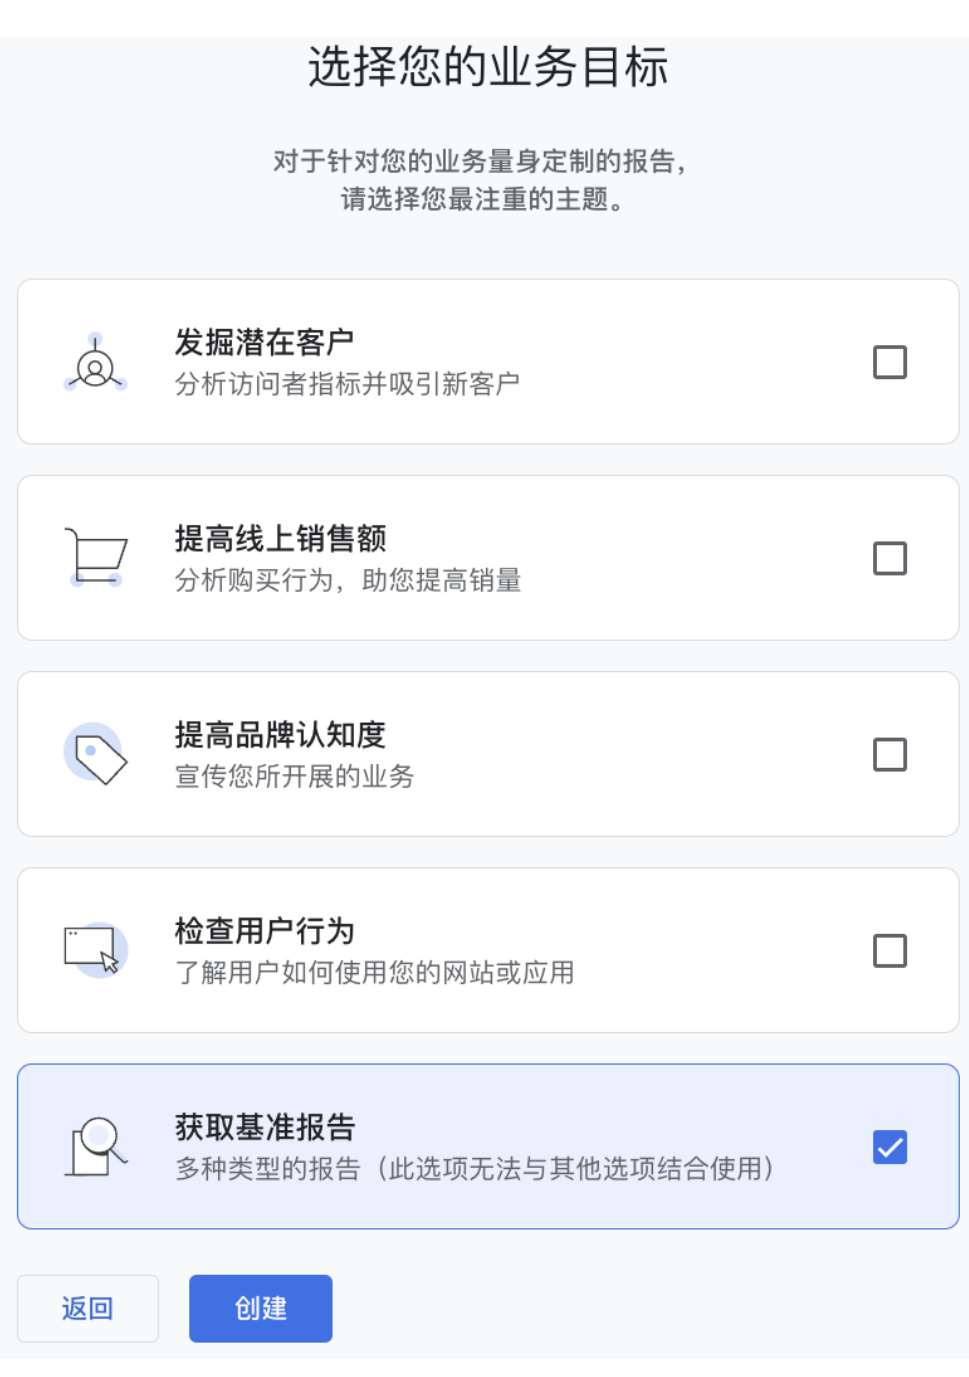 选择您的业务目标
对于针对您的业务量身定制的报告，
请选择您最注重的主题。
发掘潜在客户
分析访问者指标并吸引新客户
提高线上销售额
分析购买行为，助您提高销量
提高品牌认知度
宣传您所开展的业务
检查用户行为
了解用户如何使用您的网站或应用
获取基准报告
多种类型的报告（此选项无法与其他选项结合使用）
返回
创建